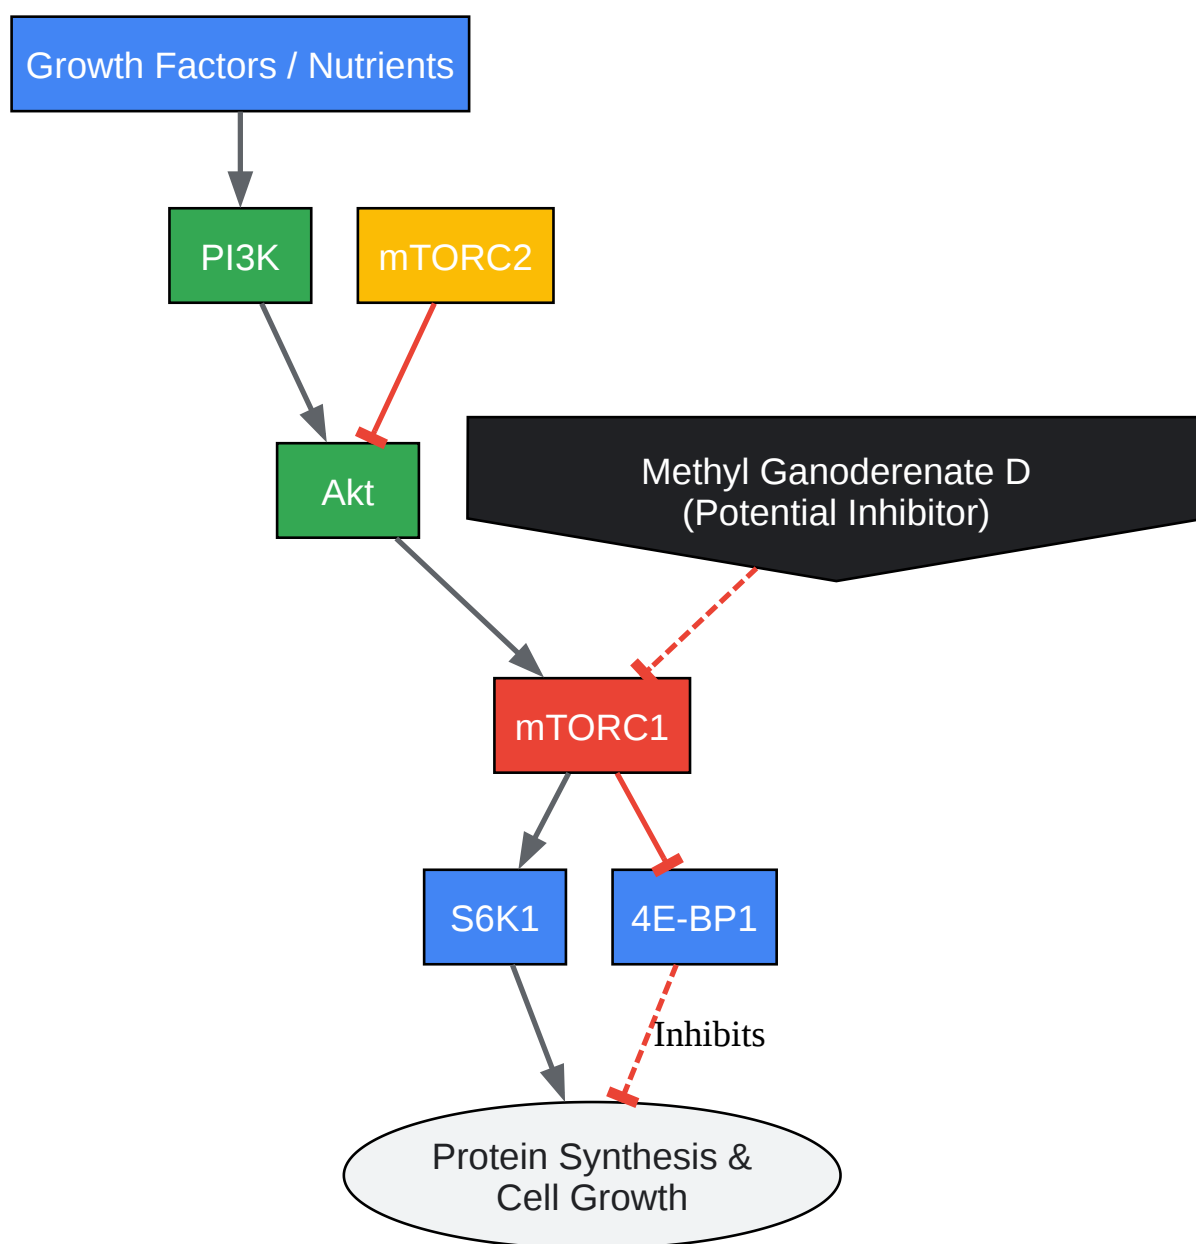 Growth Factors / Nutrients
PI3K
mTORC2
Akt
Methyl Ganoderenate D
(Potential Inhibitor)
mTORC1
S6K1
4E-BP1
Inhibits
Protein Synthesis &
Cell Growth